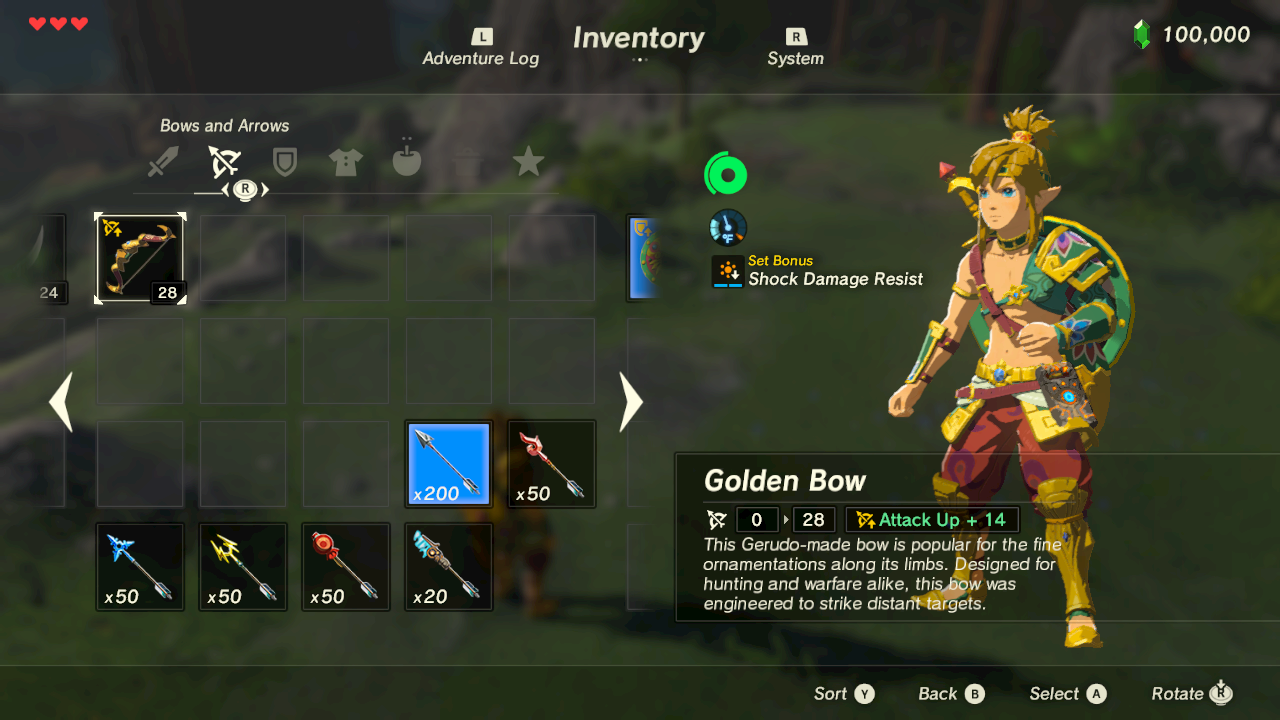 L
Adventure Log
Inventory
R
System
100,000
Bows and Arrows
R
24
28
°F
Set Bonus
Shock Damage Resist
x200
x50
x50
x50
x50
x20
Golden Bow
0 28 Attack Up + 14
This Gerudo-made bow is popular for the fine
ornamentations along its limbs. Designed for
hunting and warfare alike, this bow was
engineered to strike distant targets.
Sort Y Back B Select A Rotate R